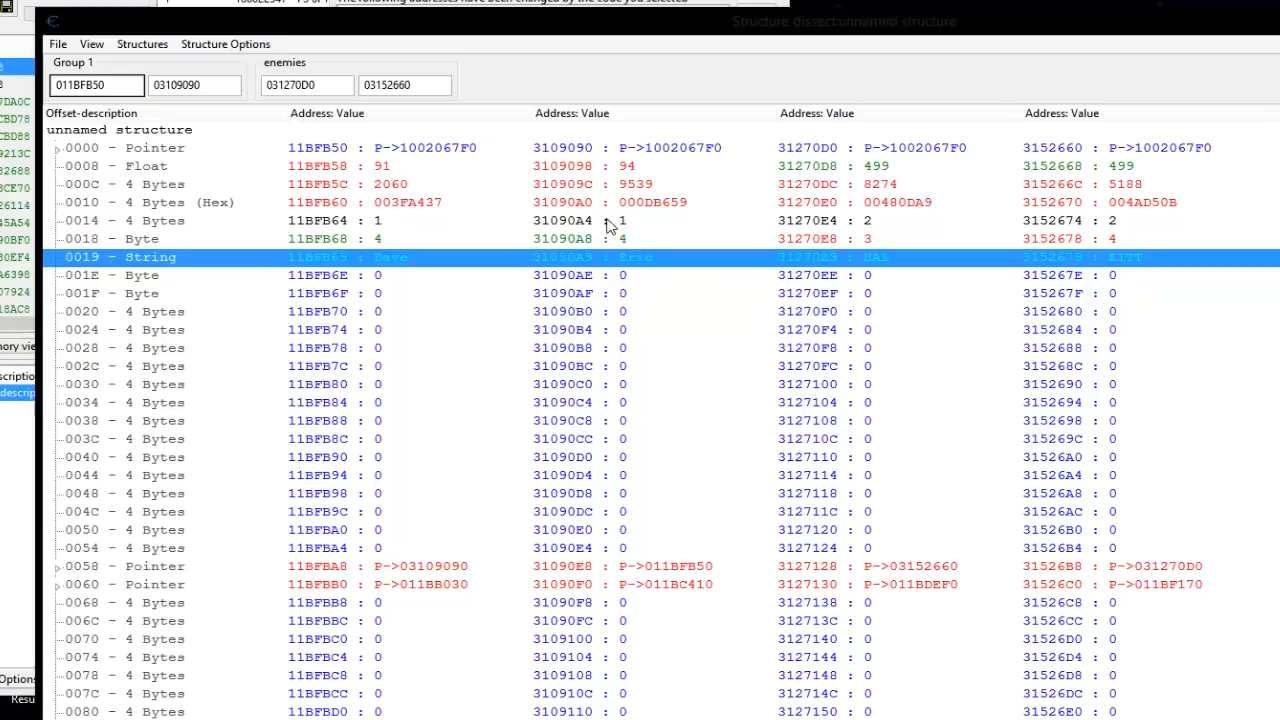 The following addresses have been changed by the code you selected
Structure dissect:unnamed structure
File View Structures Structure Options
Group 1 enemies
011BFB50 03109090 031270D0 03152660
Offset-description Address: Value Address: Value Address: Value Address: Value
unnamed structure
0000 - Pointer 11BFB50 : P->1002067F0 3109090 : P->1002067F0 31270D0 : P->1002067F0 3152660 : P->1002067F0
0008 - Float 11BFB58 : 91 3109098 : 94 31270D8 : 499 3152668 : 499
000C - 4 Bytes 11BFB5C : 2060 310909C : 9539 31270DC : 8274 315266C : 5188
0010 - 4 Bytes (Hex) 11BFB60 : 003FA437 31090A0 : 000DB659 31270E0 : 00480DA9 3152670 : 004AD50B
0014 - 4 Bytes 11BFB64 : 1 31090A4 : 1 31270E4 : 2 3152674 : 2
0018 - Byte 11BFB68 : 4 31090A8 : 4 31270E8 : 3 3152678 : 4
0019 - String 11BFB69 : Dave 31090A9 : Eric 31270E9 : HAL 3152679 : KITT
001E - Byte 11BFB6E : 0 31090AE : 0 31270EE : 0 315267E : 0
001F - Byte 11BFB6F : 0 31090AF : 0 31270EF : 0 315267F : 0
0020 - 4 Bytes 11BFB70 : 0 31090B0 : 0 31270F0 : 0 3152680 : 0
0024 - 4 Bytes 11BFB74 : 0 31090B4 : 0 31270F4 : 0 3152684 : 0
0028 - 4 Bytes 11BFB78 : 0 31090B8 : 0 31270F8 : 0 3152688 : 0
002C - 4 Bytes 11BFB7C : 0 31090BC : 0 31270FC : 0 315268C : 0
0030 - 4 Bytes 11BFB80 : 0 31090C0 : 0 3127100 : 0 3152690 : 0
0034 - 4 Bytes 11BFB84 : 0 31090C4 : 0 3127104 : 0 3152694 : 0
0038 - 4 Bytes 11BFB88 : 0 31090C8 : 0 3127108 : 0 3152698 : 0
003C - 4 Bytes 11BFB8C : 0 31090CC : 0 312710C : 0 315269C : 0
0040 - 4 Bytes 11BFB90 : 0 31090D0 : 0 3127110 : 0 31526A0 : 0
0044 - 4 Bytes 11BFB94 : 0 31090D4 : 0 3127114 : 0 31526A4 : 0
0048 - 4 Bytes 11BFB98 : 0 31090D8 : 0 3127118 : 0 31526A8 : 0
004C - 4 Bytes 11BFB9C : 0 31090DC : 0 312711C : 0 31526AC : 0
0050 - 4 Bytes 11BFBA0 : 0 31090E0 : 0 3127120 : 0 31526B0 : 0
0054 - 4 Bytes 11BFBA4 : 0 31090E4 : 0 3127124 : 0 31526B4 : 0
0058 - Pointer 11BFBA8 : P->03109090 31090E8 : P->011BFB50 3127128 : P->03152660 31526B8 : P->031270D0
0060 - Pointer 11BFBB0 : P->011BB030 31090F0 : P->011BC410 3127130 : P->011BDEF0 31526C0 : P->011BF170
0068 - 4 Bytes 11BFBB8 : 0 31090F8 : 0 3127138 : 0 31526C8 : 0
006C - 4 Bytes 11BFBBC : 0 31090FC : 0 312713C : 0 31526CC : 0
0070 - 4 Bytes 11BFBC0 : 0 3109100 : 0 3127140 : 0 31526D0 : 0
0074 - 4 Bytes 11BFBC4 : 0 3109104 : 0 3127144 : 0 31526D4 : 0
0078 - 4 Bytes 11BFBC8 : 0 3109108 : 0 3127148 : 0 31526D8 : 0
007C - 4 Bytes 11BFBCC : 0 310910C : 0 312714C : 0 31526DC : 0
0080 - 4 Bytes 11BFBD0 : 0 3109110 : 0 3127150 : 0 31526E0 : 0